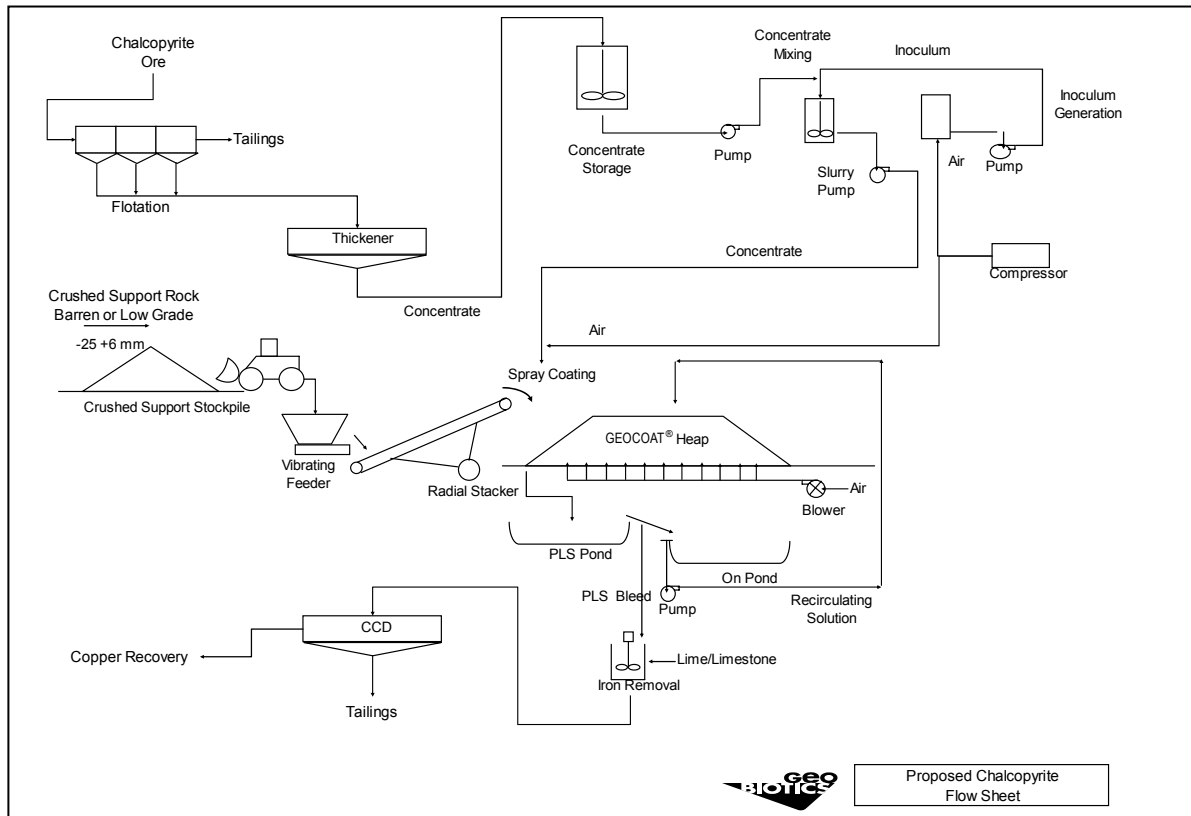 Chalcopyrite
Ore
Tailings
Flotation
Thickener
Concentrate
Concentrate
Storage
Pump
Concentrate
Mixing
Inoculum
Inoculum
Generation
Air
Pump
Slurry
Pump
Concentrate
Compressor
Air
Crushed Support Rock
Barren or Low Grade
-25 +6 mm
Crushed Support Stockpile
Vibrating
Feeder
Spray Coating
Radial Stacker
GEOCOAT® Heap
Air
Blower
PLS Pond
On Pond
PLS Bleed
Pump
Recirculating
Solution
CCD
Copper Recovery
Tailings
Lime/Limestone
Iron Removal
GEO
BIOTICS
Proposed Chalcopyrite
Flow Sheet